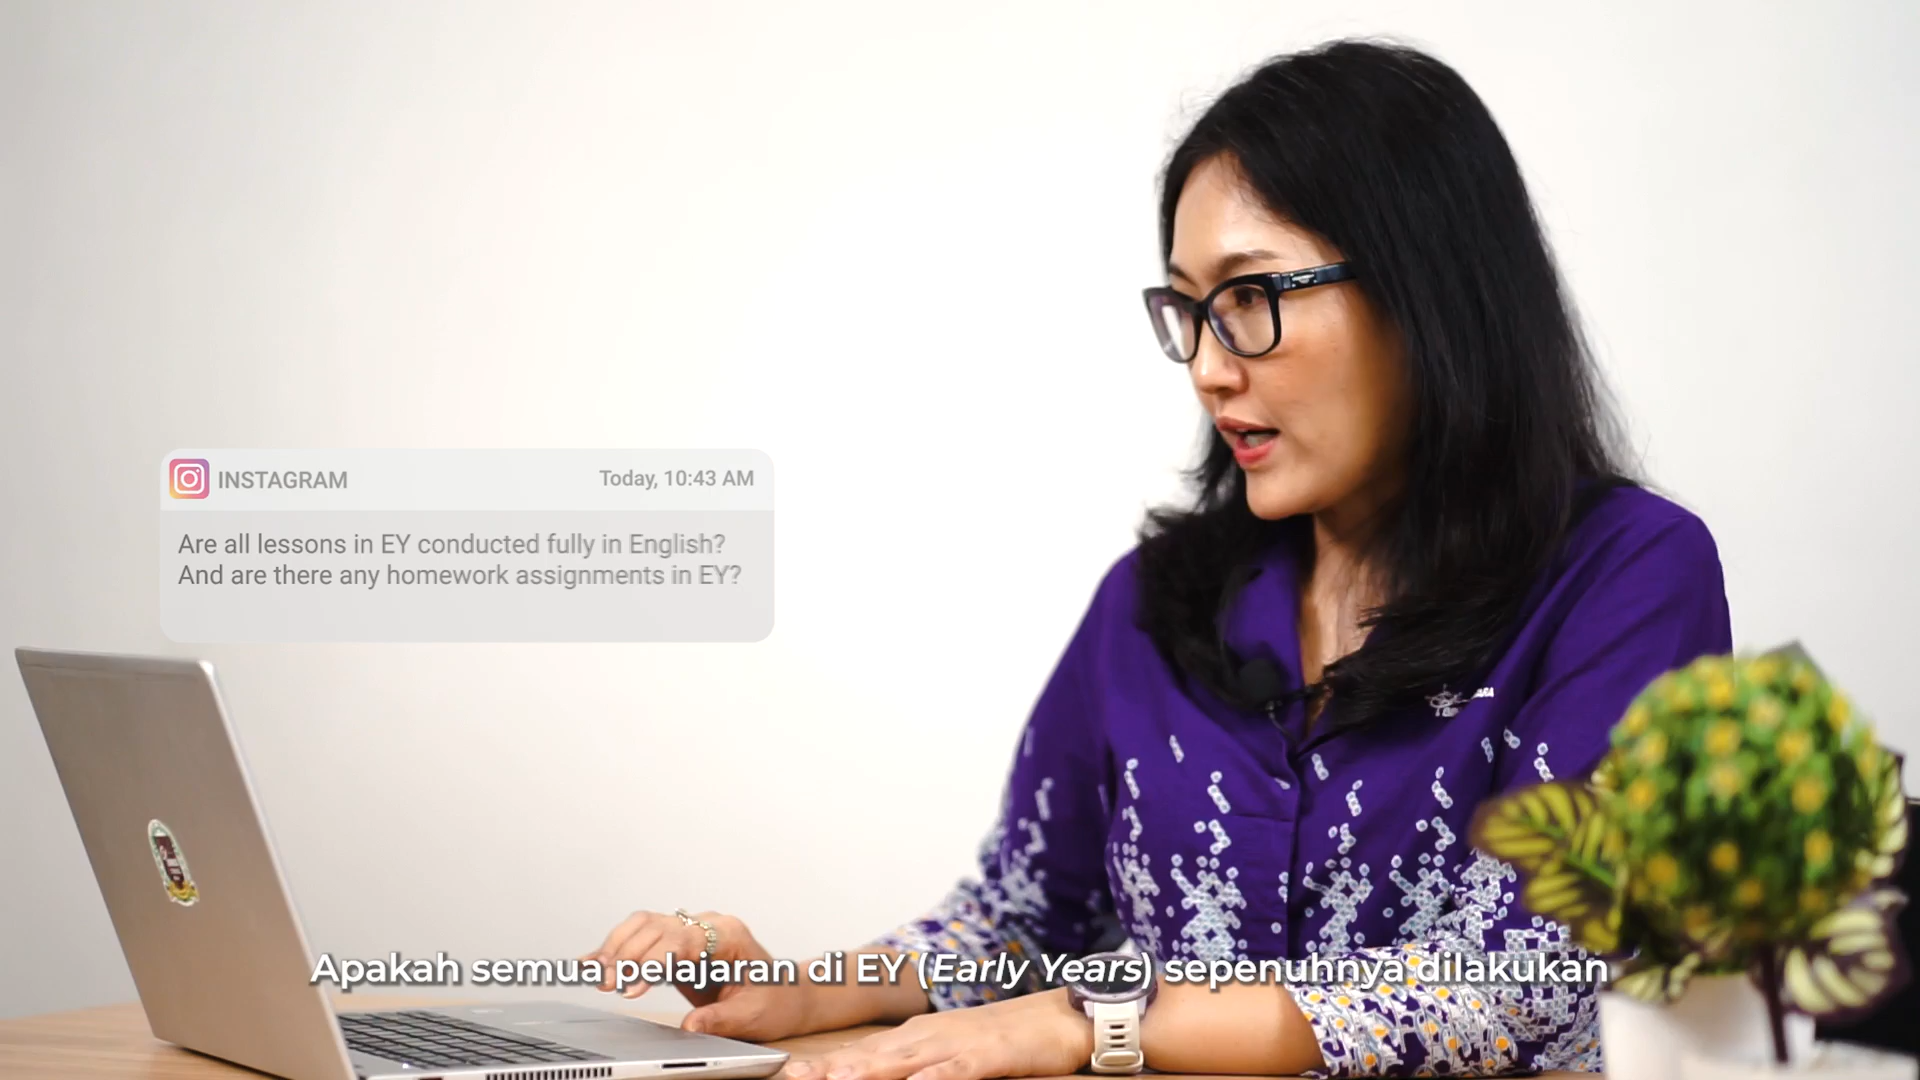 INSTAGRAM
Today, 10:43 AM
Are all lessons in EY conducted fully in English?
And are there any homework assignments in EY?
Apakah semua pelajaran di EY (Early Years) sepenuhnya dilakukan